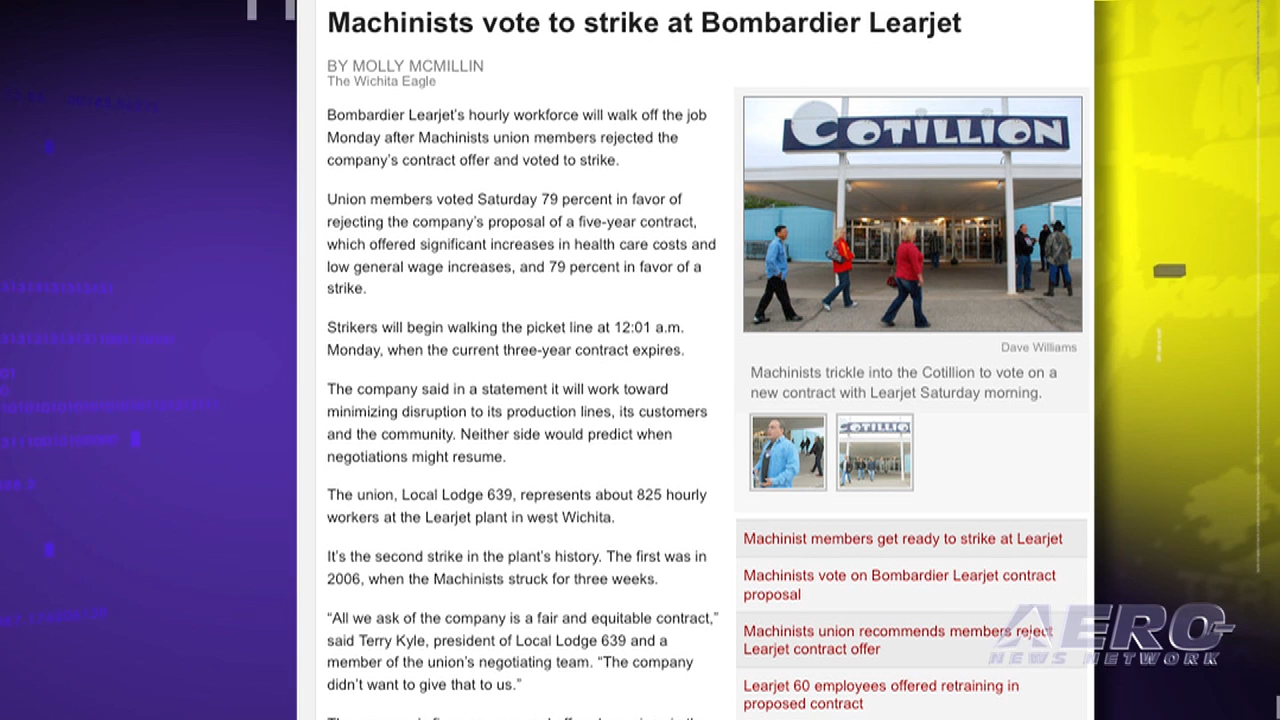 Machinists vote to strike at Bombardier Learjet
BY MOLLY MCMILLIN
The Wichita Eagle
Bombardier Learjet's hourly workforce will walk off the job
Monday after Machinists union members rejected the
company's contract offer and voted to strike.
Union members voted Saturday 79 percent in favor of
rejecting the company's proposal of a five-year contract,
which offered significant increases in health care costs and
low general wage increases, and 79 percent in favor of a
strike.
Strikers will begin walking the picket line at 12:01 a.m.
Monday, when the current three-year contract expires.
The company said in a statement it will work toward
minimizing disruption to its production lines, its customers
and the community. Neither side would predict when
negotiations might resume.
The union, Local Lodge 639, represents about 825 hourly
workers at the Learjet plant in west Wichita.
It's the second strike in the plant's history. The first was in
2006, when the Machinists struck for three weeks.
“All we ask of the company is a fair and equitable contract,”
said Terry Kyle, president of Local Lodge 639 and a
member of the union's negotiating team. “The company
didn't want to give that to us.”
COTILLION
Dave Williams
Machinists trickle into the Cotillion to vote on a
new contract with Learjet Saturday morning.
COTILLION
Machinist members get ready to strike at Learjet
Machinists vote on Bombardier Learjet contract
proposal
Machinists union recommends members reject
Learjet contract offer
Learjet 60 employees offered retraining in
proposed contract
AERO-
NEWS NETWORK